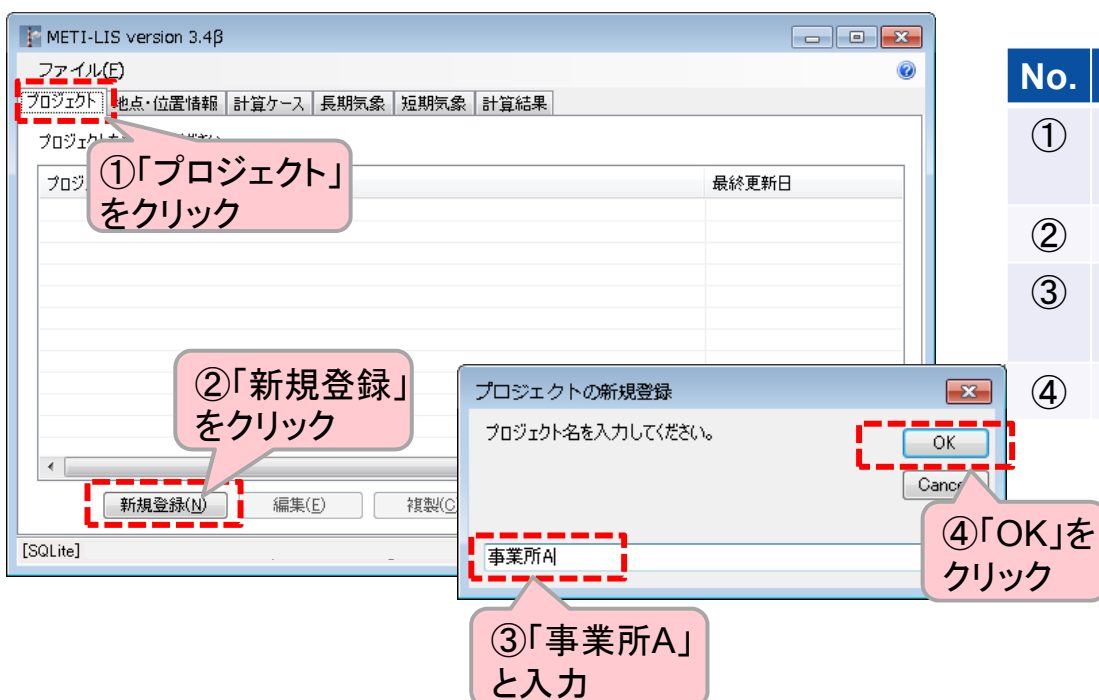 METI-LIS version 3.4β
ファイル(F)
プロジェクト 地点・位置情報 計算ケース 長期気象 短期気象 計算結果
①「プロジェクト」
をクリック
最終更新日
②「新規登録」
をクリック
新規登録(N) 編集(E) 複製(C
[SQLite]
プロジェクトの新規登録
プロジェクト名を入力してください。
OK
Cance
事業所A
③「事業所A」
と入力
④「OK」を
クリック
No.
①
②
③
④